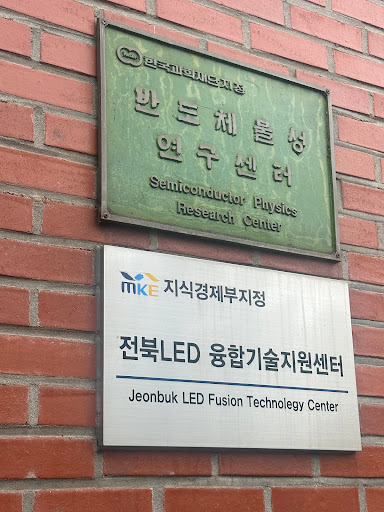 한국과학재단지정
반도체물성
연구센터
Semiconductor Physics
Research Center
MKE 지식경제부지정
전북LED 융합기술지원센터
Jeonbuk LED Fusion Technolegy Center